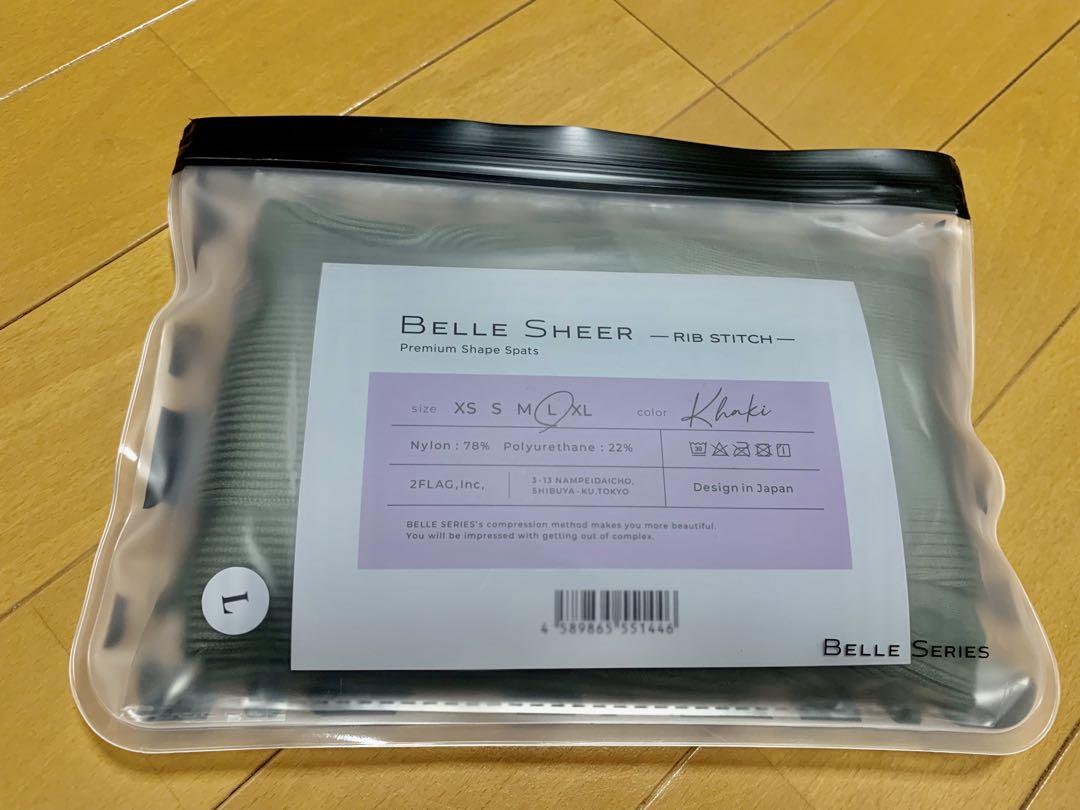 BELLE SHEER —RIB STITCH—
Premium Shape Spats
size XS S M L XL color Khaki
Nylon : 78% Polyurethane : 22%
30
2FLAG,Inc, 3-13 NAMPEIDAICHO,
SHIBUYA-KU,TOKYO
Design in Japan
BELLE SERIES's compression method makes you more beautiful.
You will be impressed with getting out of complex.
L
4 589865 551446
BELLE SERIES